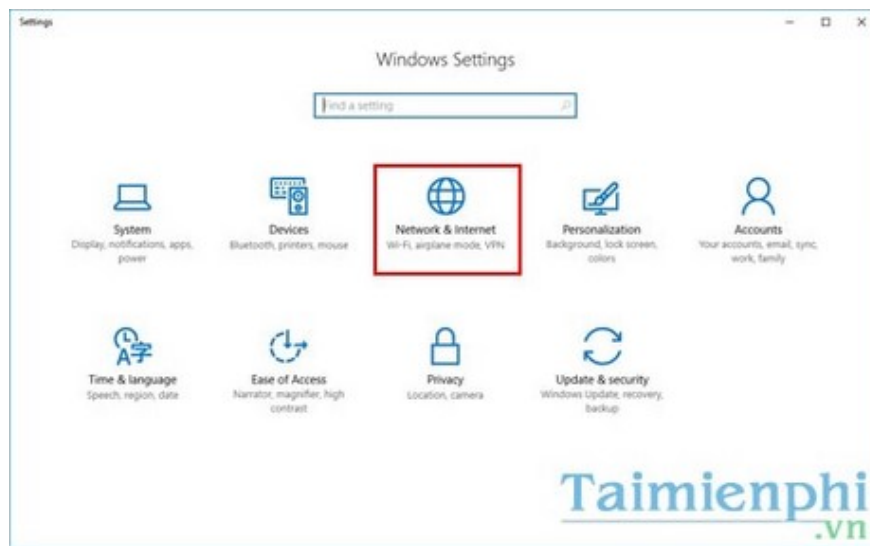 Settings
Windows Settings
Find a setting
System
Display, notifications, apps,
power
Devices
Bluetooth, printers, mouse
Network & Internet
Wi-Fi, airplane mode, VPN
Personalization
Background, lock screen,
colors
Accounts
Your accounts, email, sync,
work, family
Time & language
Speech, region, date
Ease of Access
Narrator, magnifier, high
contrast
Privacy
Location, camera
Update & security
Windows Update, recovery,
backup
Taimienphi
.vn